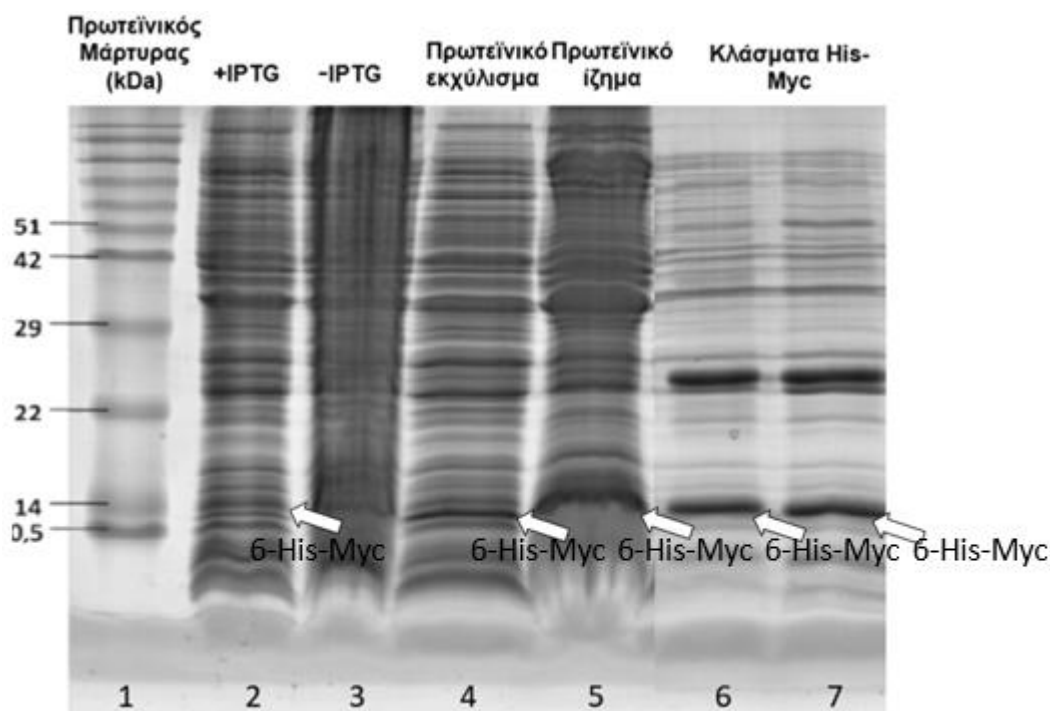 Πρωτεϊνικός
Μάρτυρας
(kDa)
+IPTG
-IPTG
Πρωτεϊνικό
εκχύλισμα
Πρωτεϊνικό
ίζημα
Κλάσματα His-
Myc
51
42
29
22
14
0,5
6-His-Myc
6-His-Myc
6-His-Myc
6-His-Myc
6-His-Myc
1
2
3
4
5
6
7